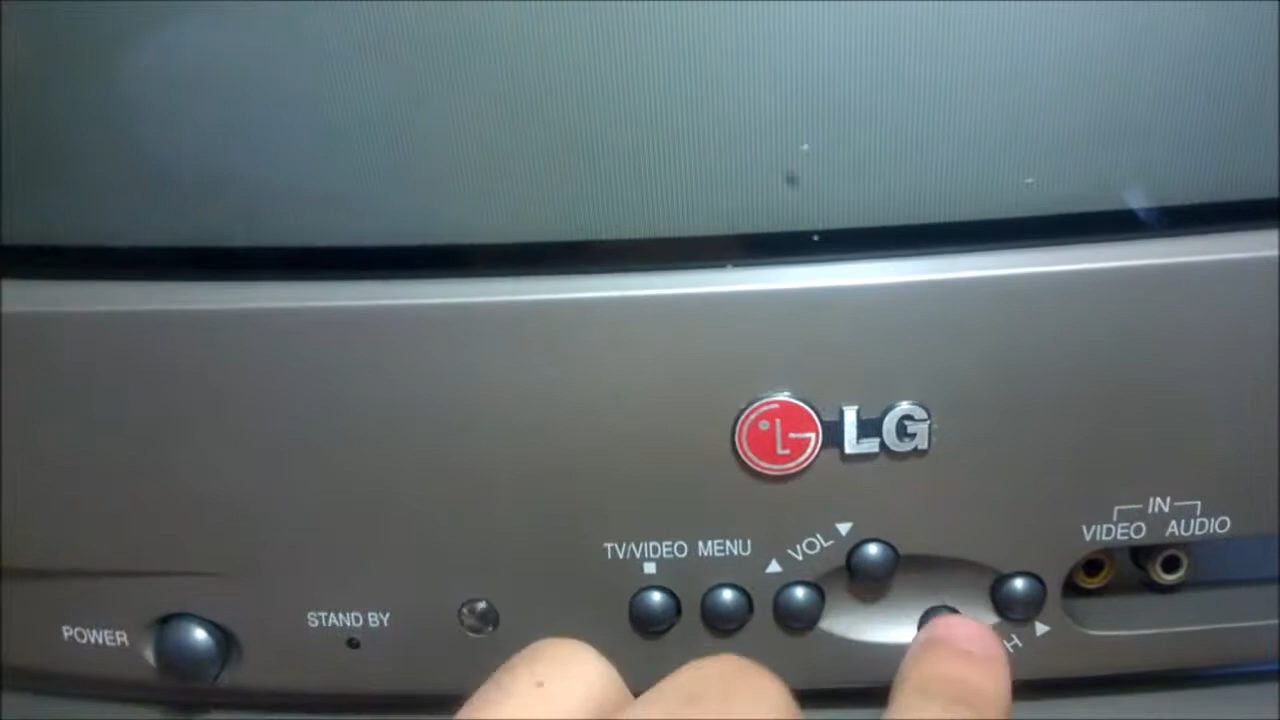 LG
IN
VIDEO AUDIO
TV/VIDEO MENU
VOL
STAND BY
POWER